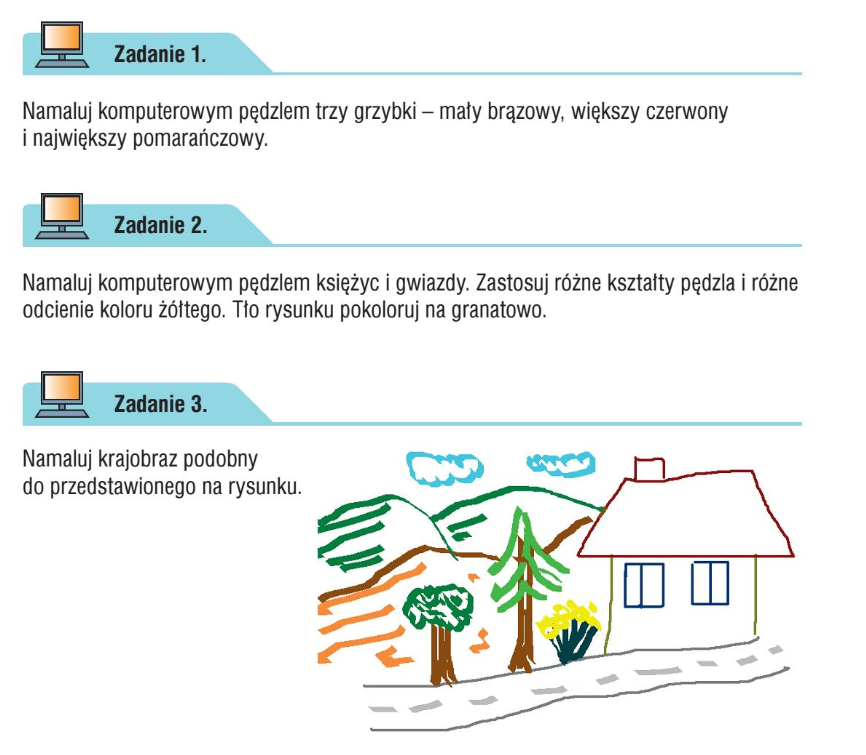 Zadanie 1.
Namaluj komputerowym pędzlem trzy grzybki – mały brązowy, większy czerwony
i największy pomarańczowy.
Zadanie 2.
Namaluj komputerowym pędzlem księżyc i gwiazdy. Zastosuj różne kształty pędzla i różne
odcienie koloru żółtego. Tło rysunku pokoloruj na granatowo.
Zadanie 3.
Namaluj krajobraz podobny
do przedstawionego na rysunku.